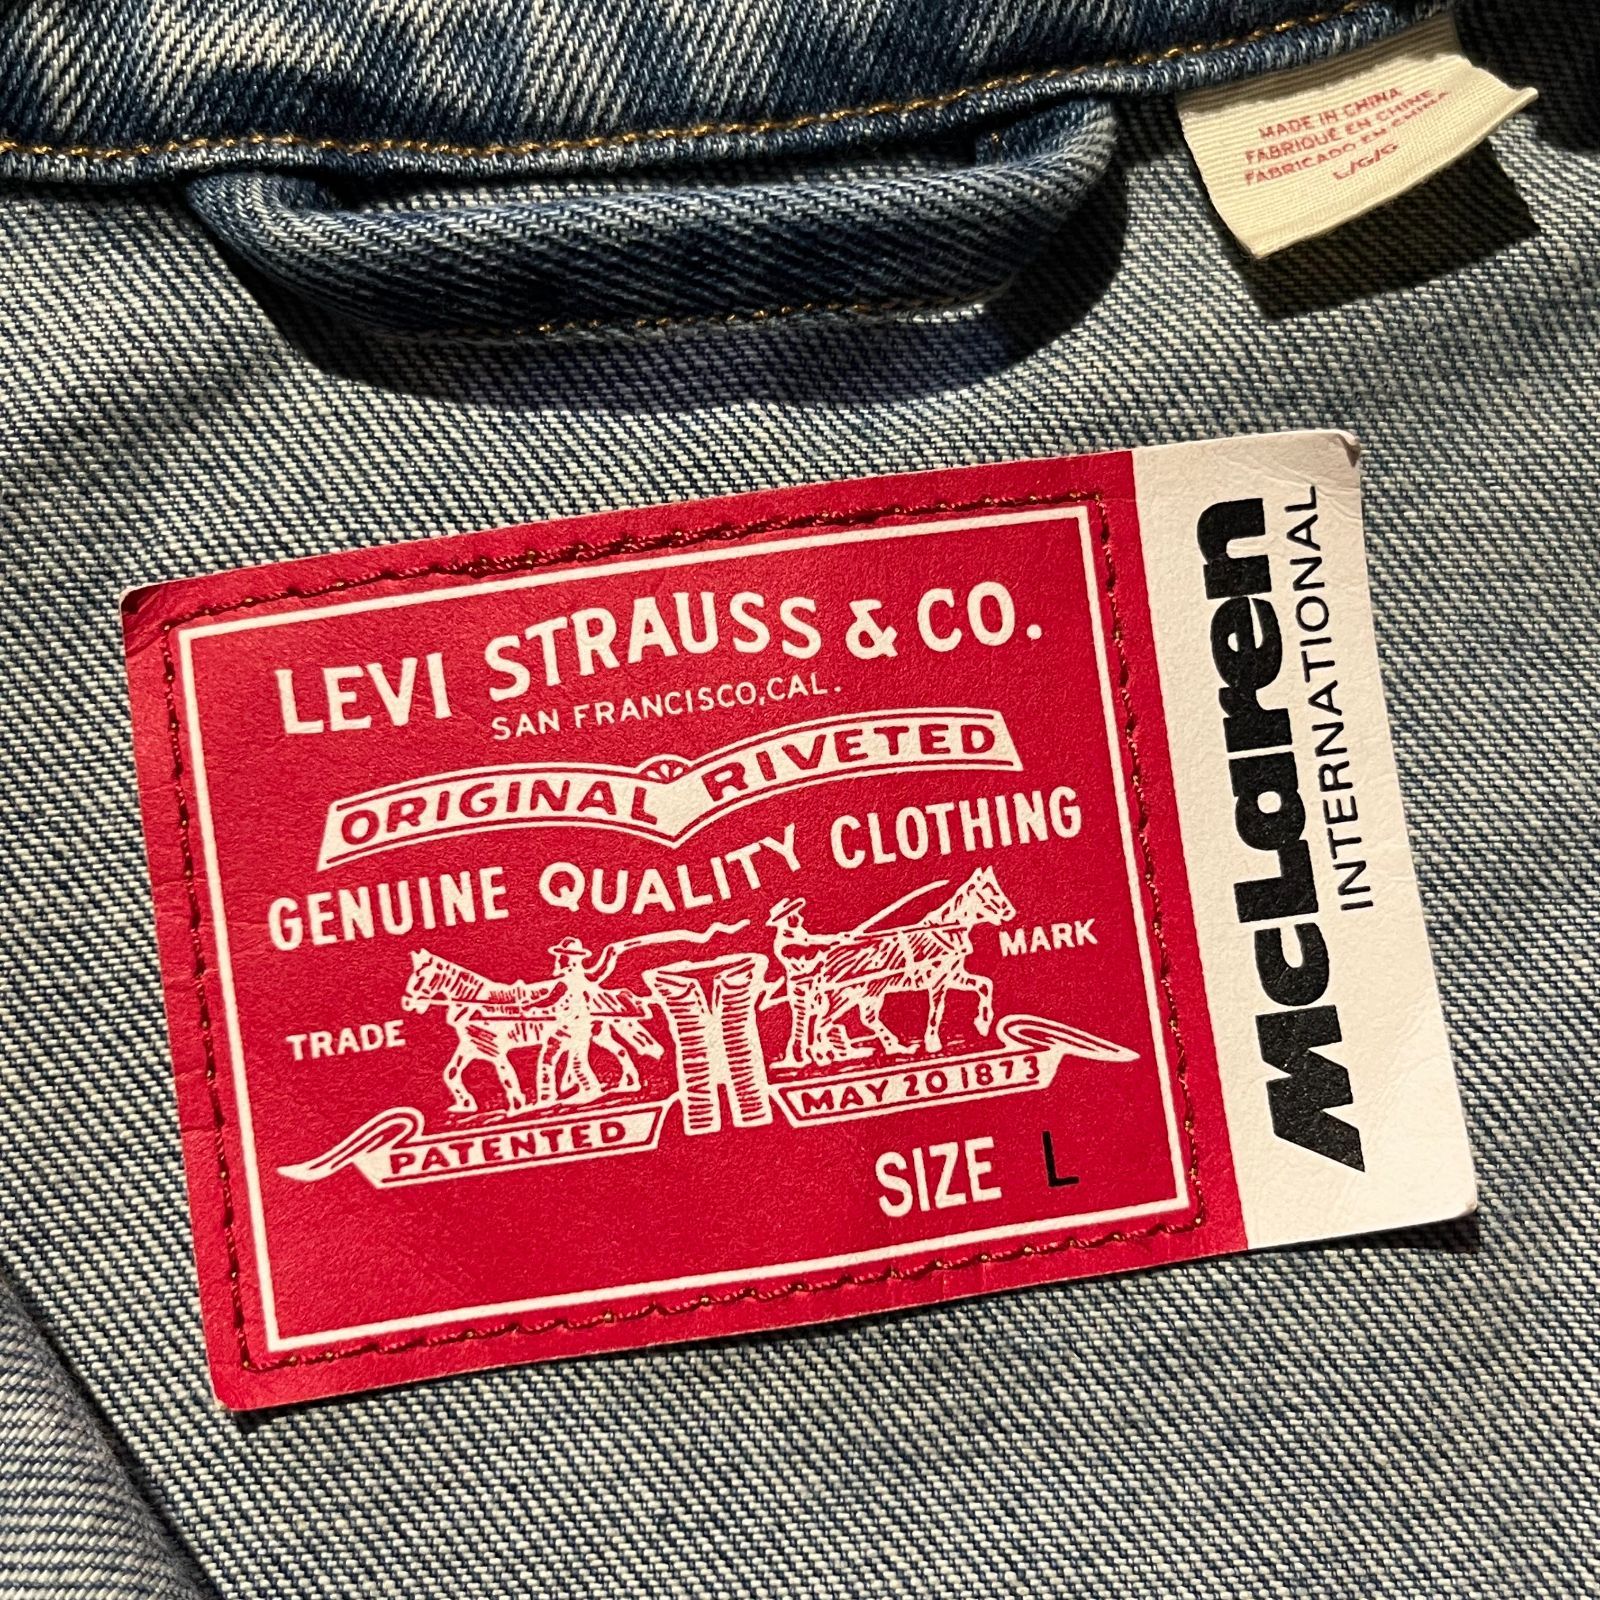 MADE IN CHINA
FABRIQUÉ EN CHINE
FABRICADO EN CHINA
L/G/G
LEVI STRAUSS & CO.
SAN FRANCISCO, CAL.
ORIGINAL RIVETED
GENUINE QUALITY CLOTHING
TRADE MARK
PATENTED MAY 20 1873
SIZE L
McLaren
INTERNATIONAL